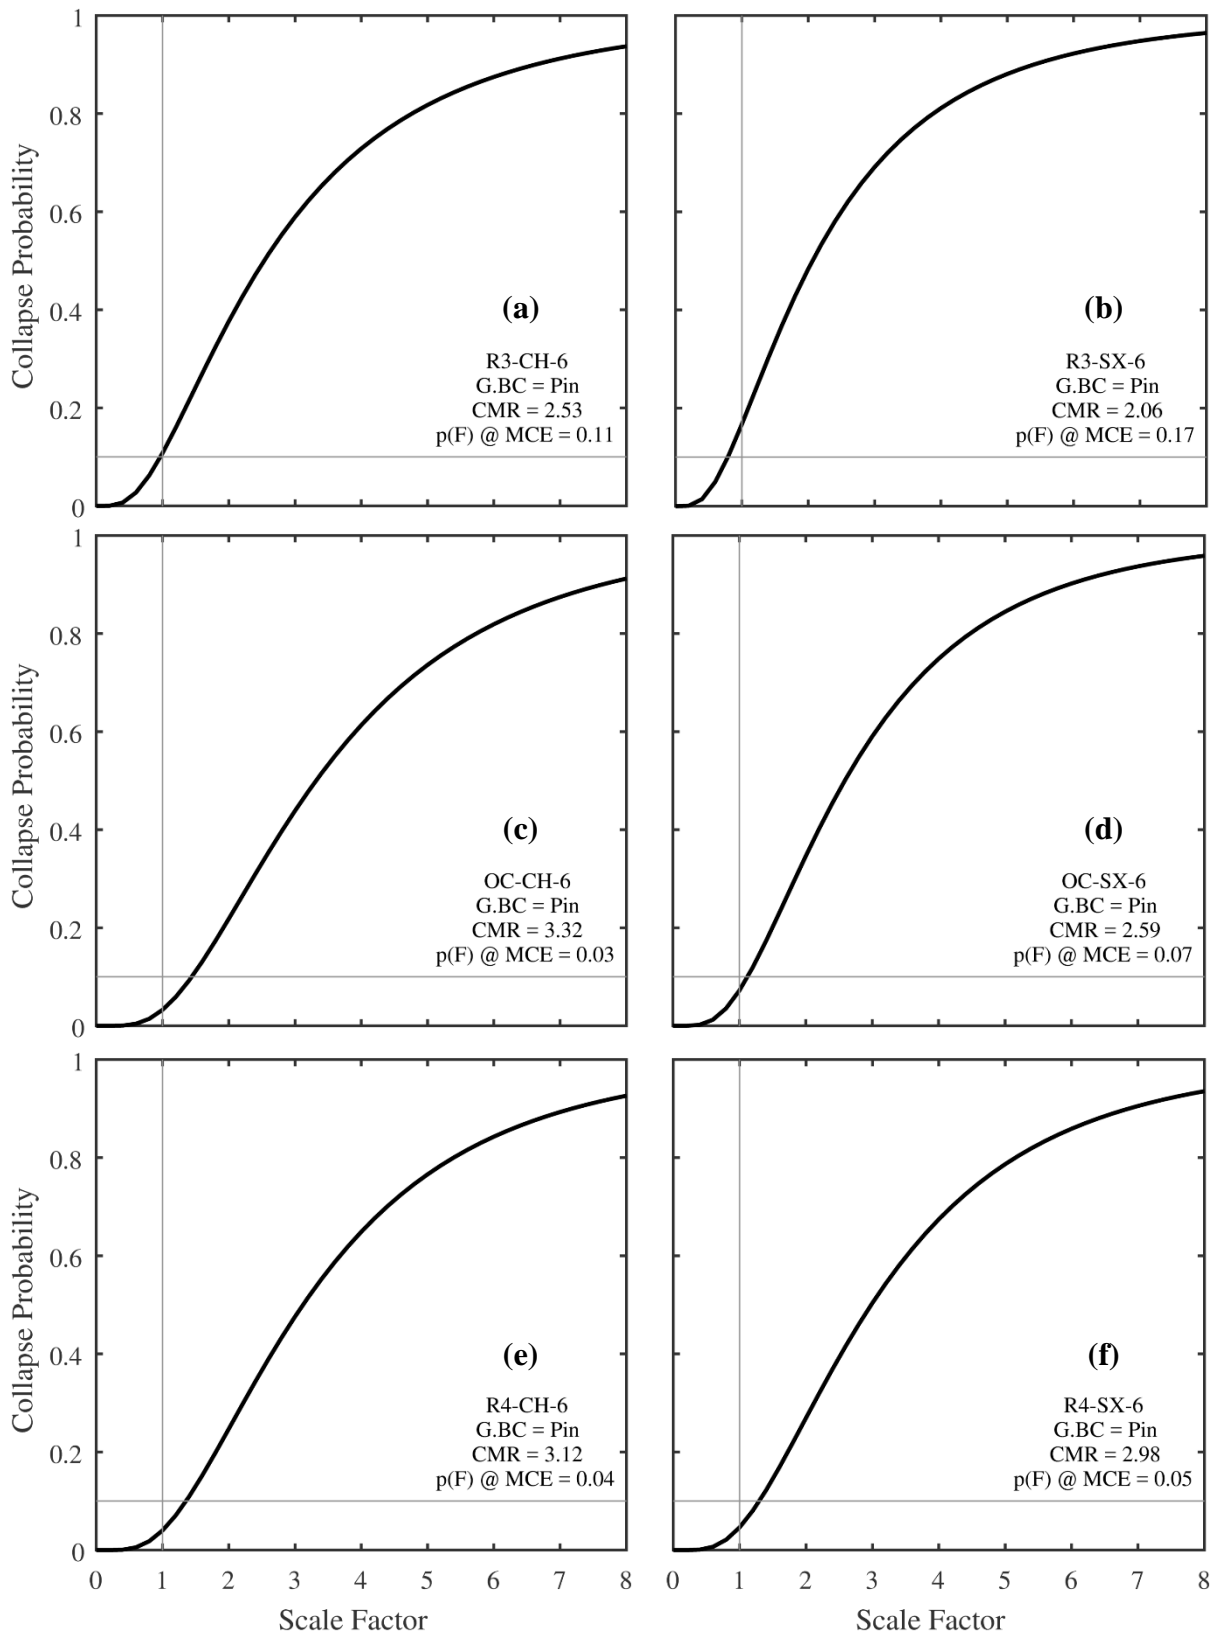 1
0.8
0.6
0.4
0.2
0
Collapse Probability
(a)
R3-CH-6
G.BC = Pin
CMR = 2.53
p(F) @ MCE = 0.11
(b)
R3-SX-6
G.BC = Pin
CMR = 2.06
p(F) @ MCE = 0.17
1
0.8
0.6
0.4
0.2
0
Collapse Probability
(c)
OC-CH-6
G.BC = Pin
CMR = 3.32
p(F) @ MCE = 0.03
(d)
OC-SX-6
G.BC = Pin
CMR = 2.59
p(F) @ MCE = 0.07
1
0.8
0.6
0.4
0.2
0
Collapse Probability
(e)
R4-CH-6
G.BC = Pin
CMR = 3.12
p(F) @ MCE = 0.04
0 1 2 3 4 5 6 7 8
Scale Factor
(f)
R4-SX-6
G.BC = Pin
CMR = 2.98
p(F) @ MCE = 0.05
0 1 2 3 4 5 6 7 8
Scale Factor